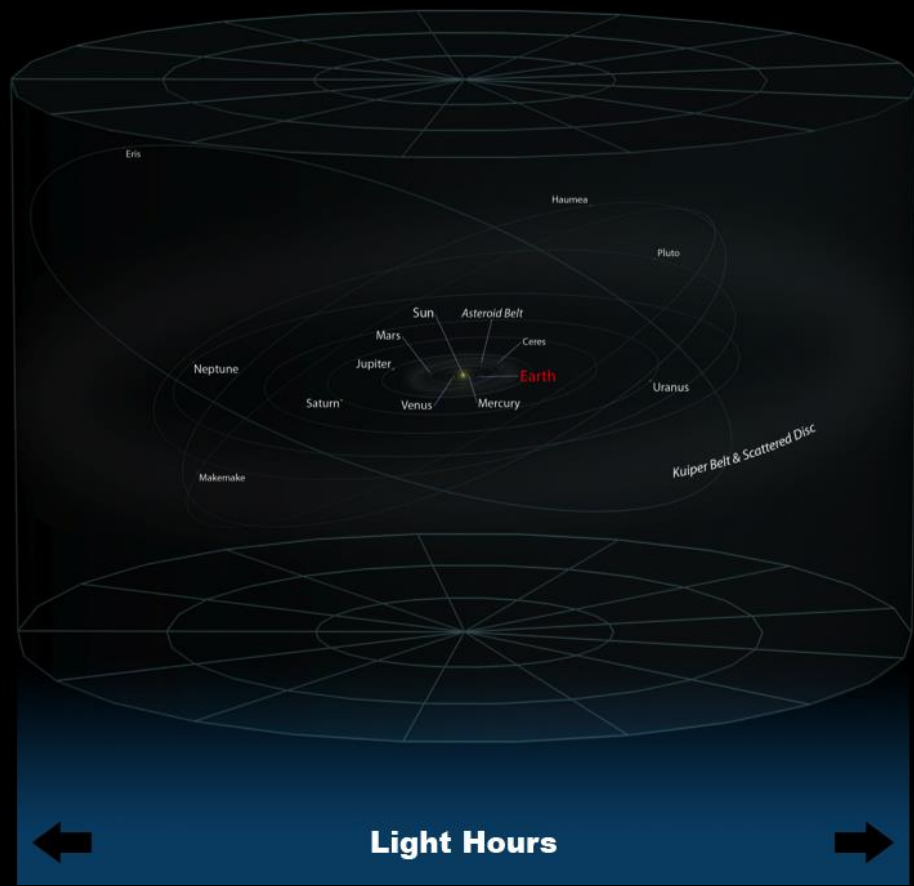 Eris
Haumea
Pluto
Sun
Asteroid Belt
Mars
Ceres
Jupiter
Neptune
Earth
Uranus
Saturn
Venus
Mercury
Kuiper Belt & Scattered Disc
Makemake
Light Hours